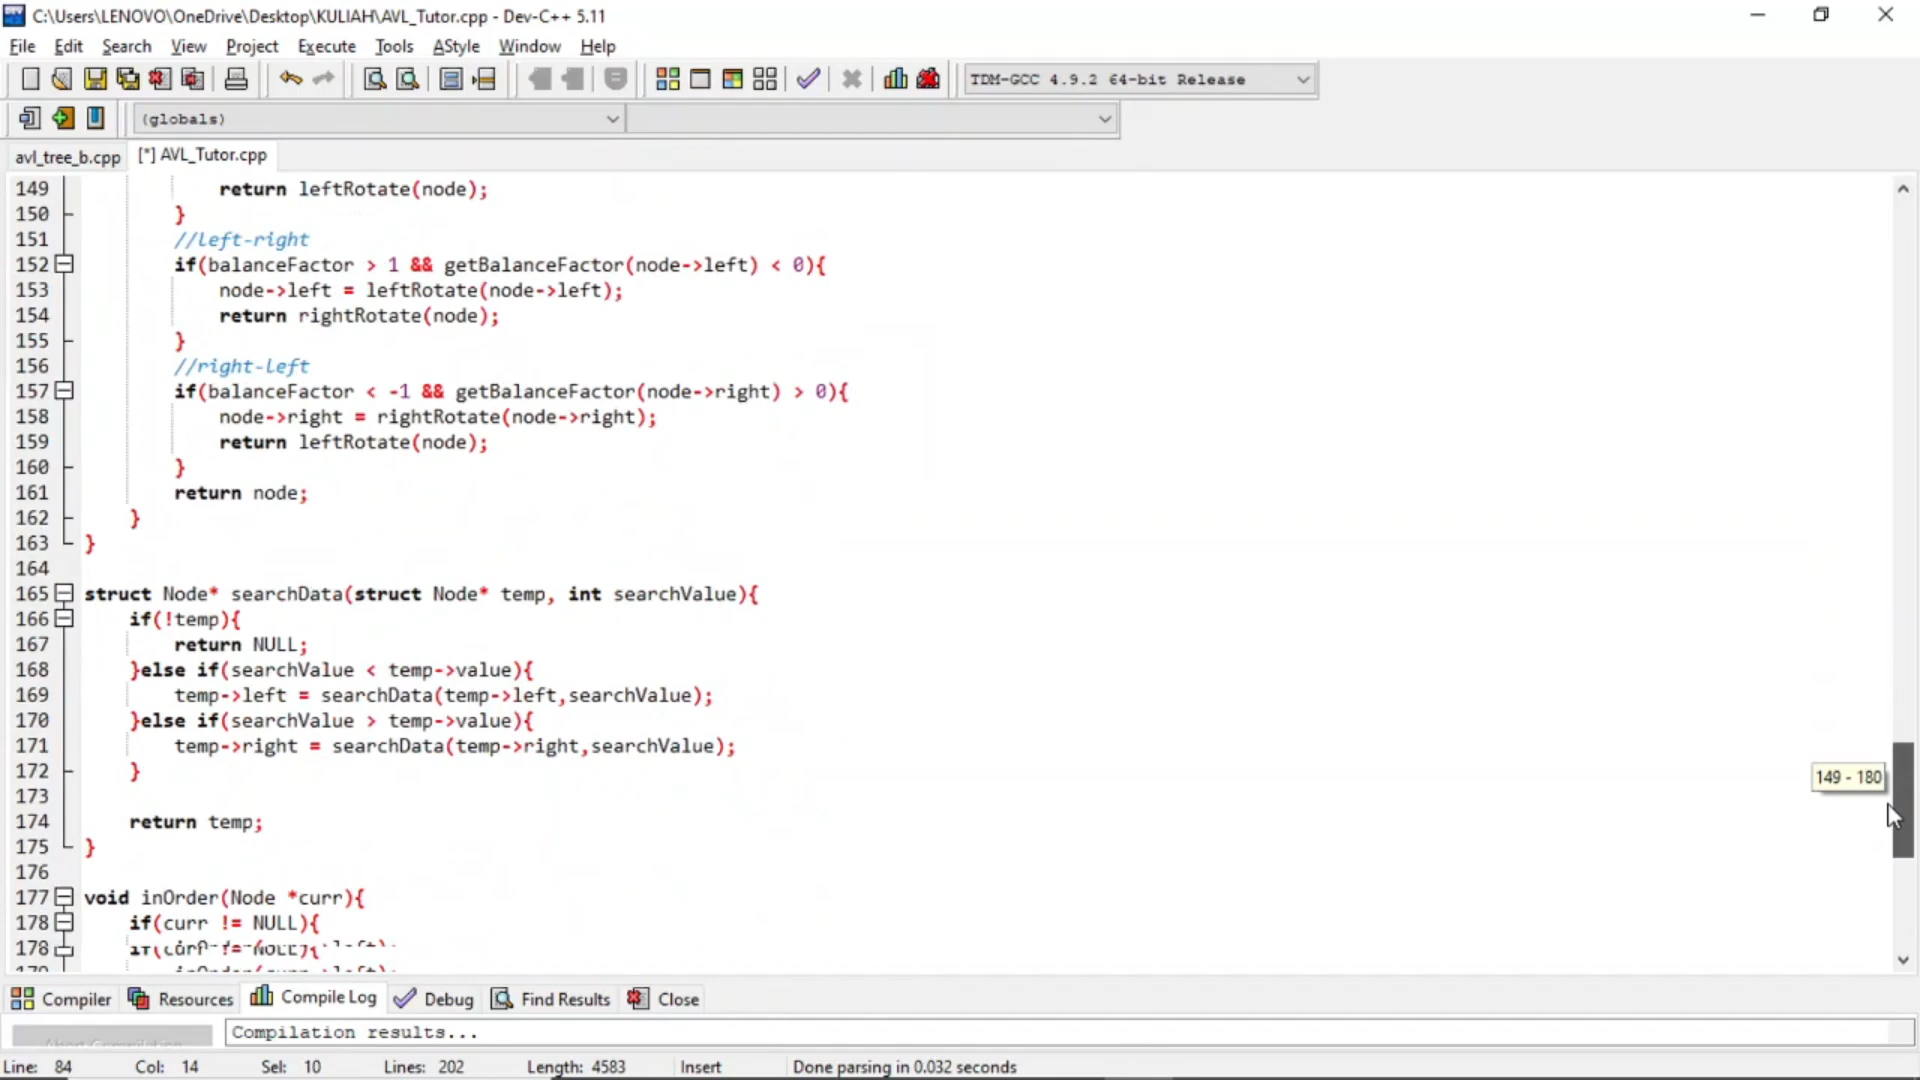 C:\Users\LENOVO\OneDrive\Desktop\KULIAH\AVL_Tutor.cpp - Dev-C++ 5.11
File Edit Search View Project Execute Tools AStyle Window Help
TDM-GCC 4.9.2 64-bit Release
(globals)
avl_tree_b.cpp [*] AVL_Tutor.cpp
149 return leftRotate(node);
150 }
151 //left-right
152 if(balanceFactor > 1 && getBalanceFactor(node->left) < 0){
153 node->left = leftRotate(node->left);
154 return rightRotate(node);
155 }
156 //right-left
157 if(balanceFactor < -1 && getBalanceFactor(node->right) > 0){
158 node->right = rightRotate(node->right);
159 return leftRotate(node);
160 }
161 return node;
162 }
163 }
164
165 struct Node* searchData(struct Node* temp, int searchValue){
166 if(!temp){
167 return NULL;
168 }else if(searchValue < temp->value){
169 temp->left = searchData(temp->left,searchValue);
170 }else if(searchValue > temp->value){
171 temp->right = searchData(temp->right,searchValue);
172 }
173
174 return temp;
175 }
176
177 void inOrder(Node *curr){
178 if(curr != NULL){
178
149 - 180
Compiler Resources Compile Log Debug Find Results Close
Compilation results...
Line: 84 Col: 14 Sel: 10 Lines: 202 Length: 4583 Insert Done parsing in 0.032 seconds